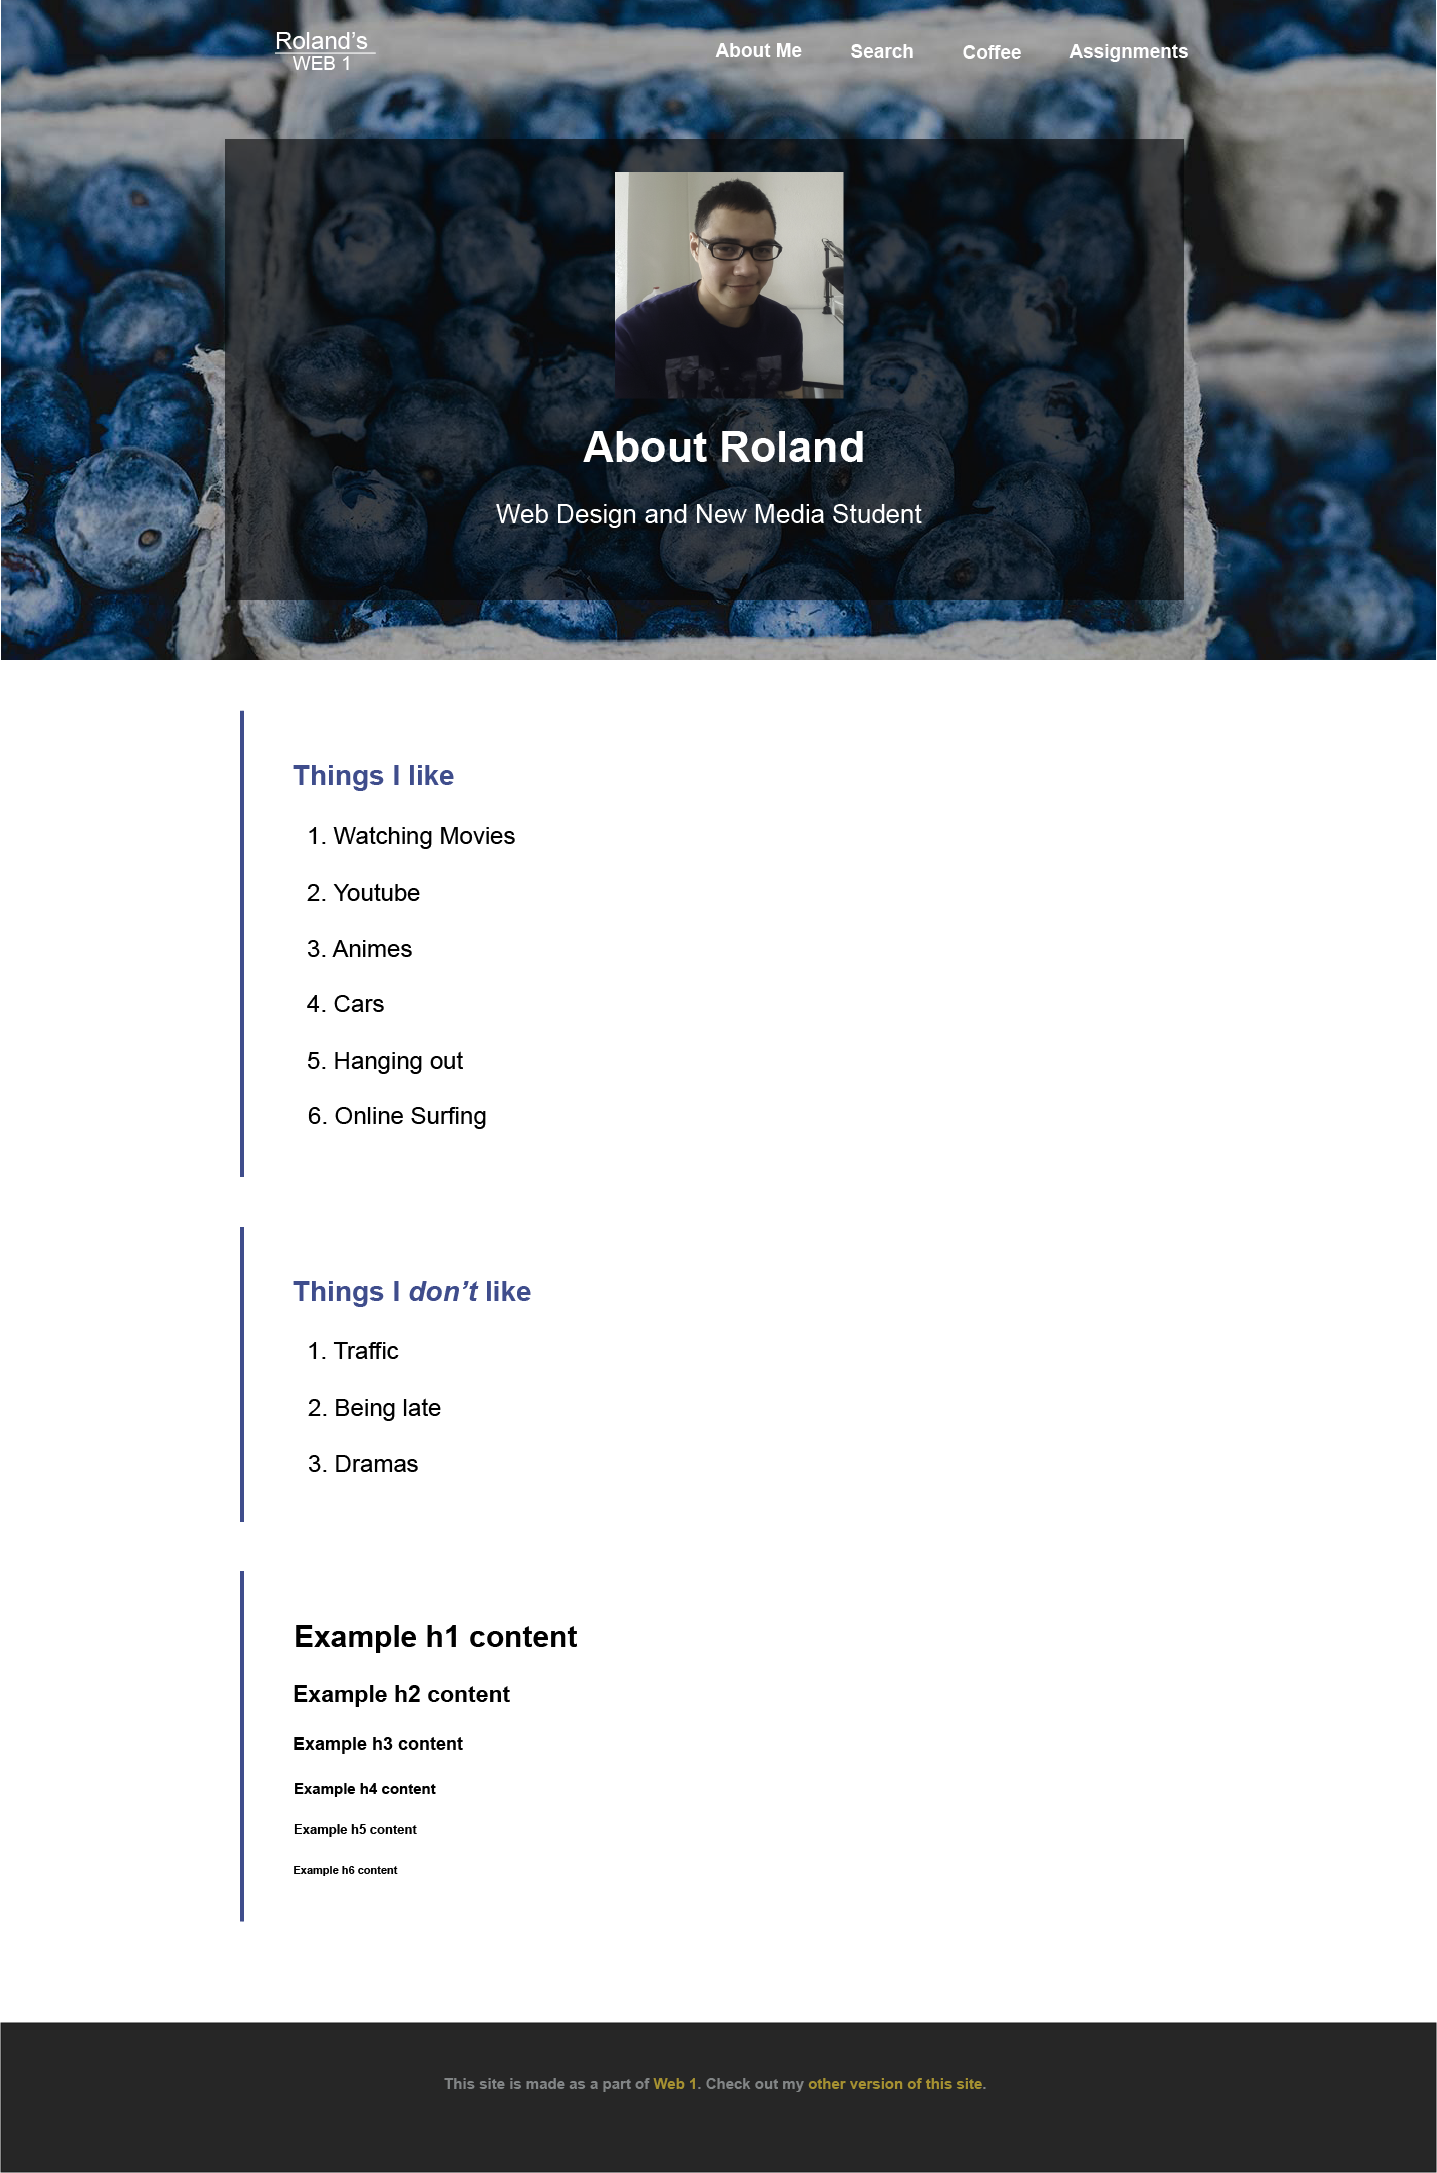 Roland’s
WEB 1
About Me Search Coffee Assignments
About Roland
Web Design and New Media Student
Things I like
1. Watching Movies
2. Youtube
3. Animes
4. Cars
5. Hanging out
6. Online Surfing
Things I don’t like
1. Traffic
2. Being late
3. Dramas
Example h1 content
Example h2 content
Example h3 content
Example h4 content
Example h5 content
Example h6 content
This site is made as a part of Web 1. Check out my other version of this site.